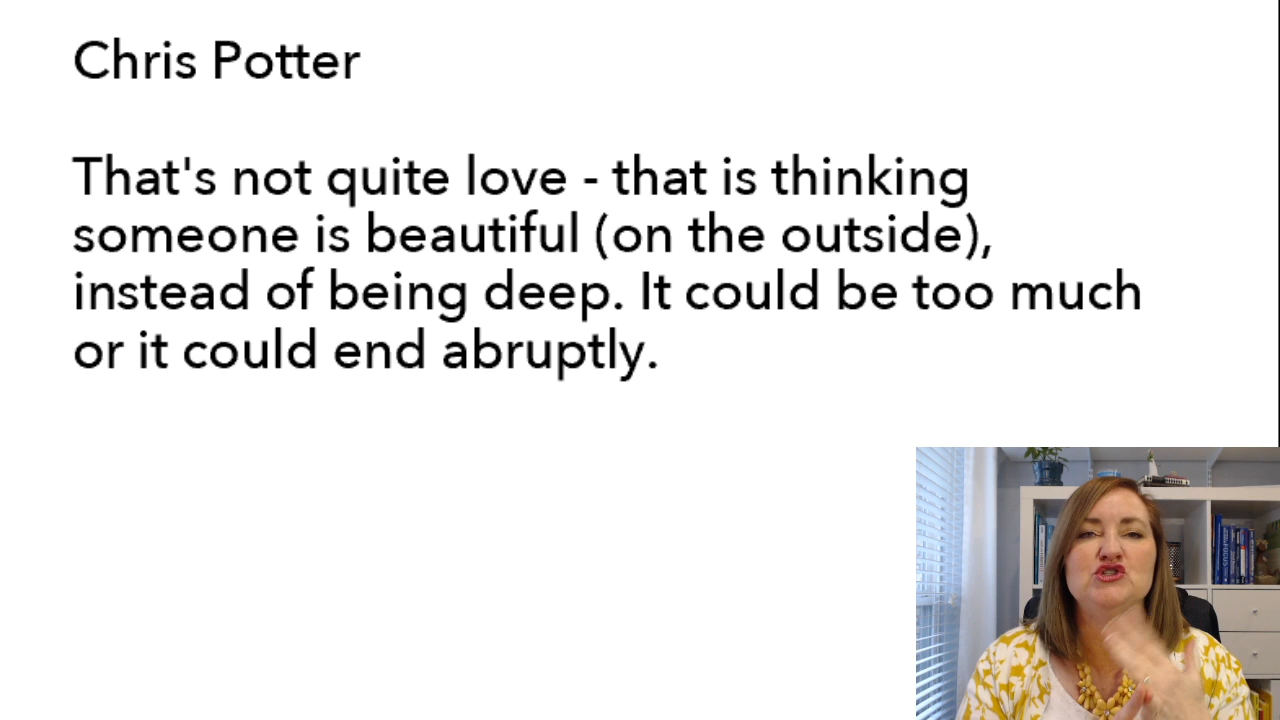 Chris Potter
That's not quite love - that is thinking
someone is beautiful (on the outside),
instead of being deep. It could be too much
or it could end abruptly.
FOCUS